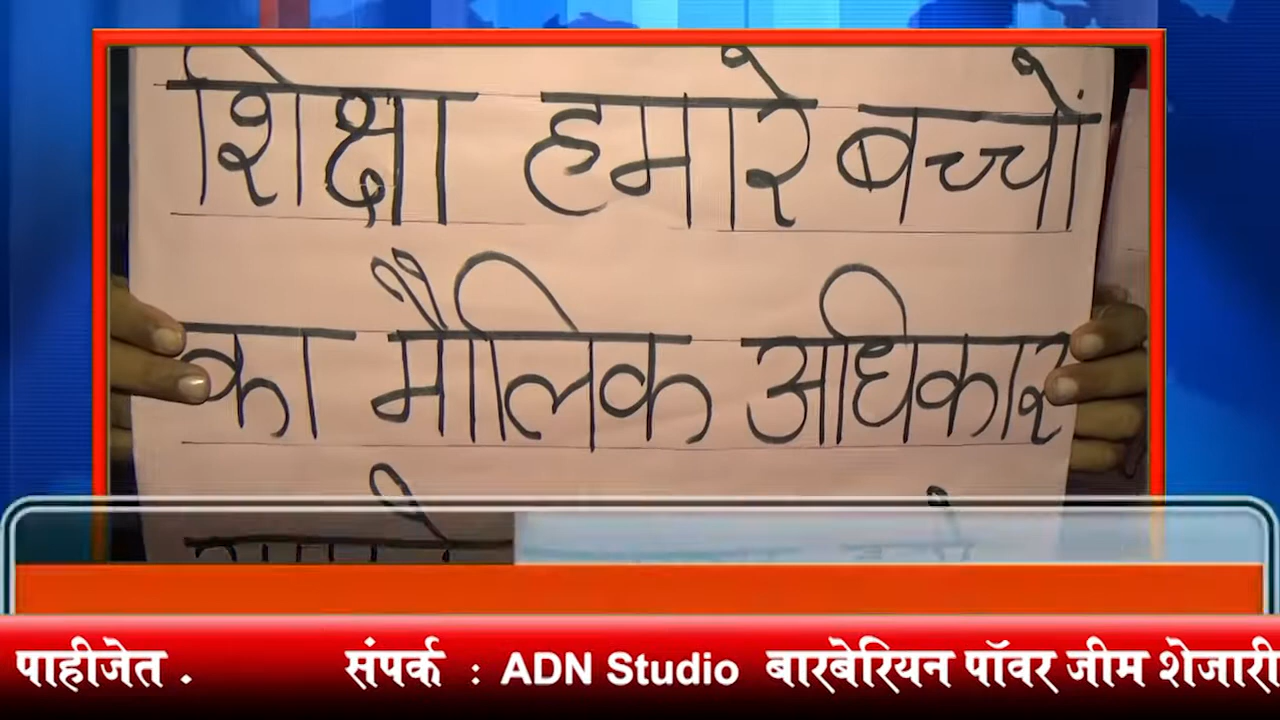 शिक्षा हमारे बच्चों
का मौलिक अधिकार
पाहीजेत . संपर्क : ADN Studio बारबेरियन पॉवर जीम शेजारी